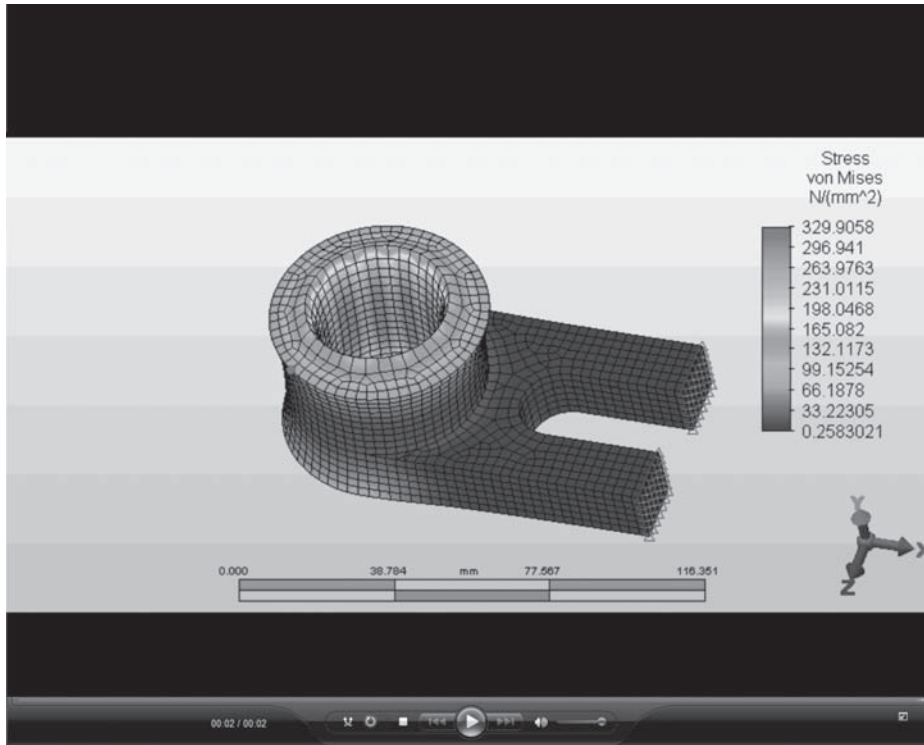 Stress
von Mises
N/(mm^2)
329.9058
296.941
263.9763
231.0115
198.0468
165.082
132.1173
99.15254
66.1878
33.22305
0.2583021
Y
X
Z
0.000 38.784 mm 77.567 116.351
00:02 / 00:02